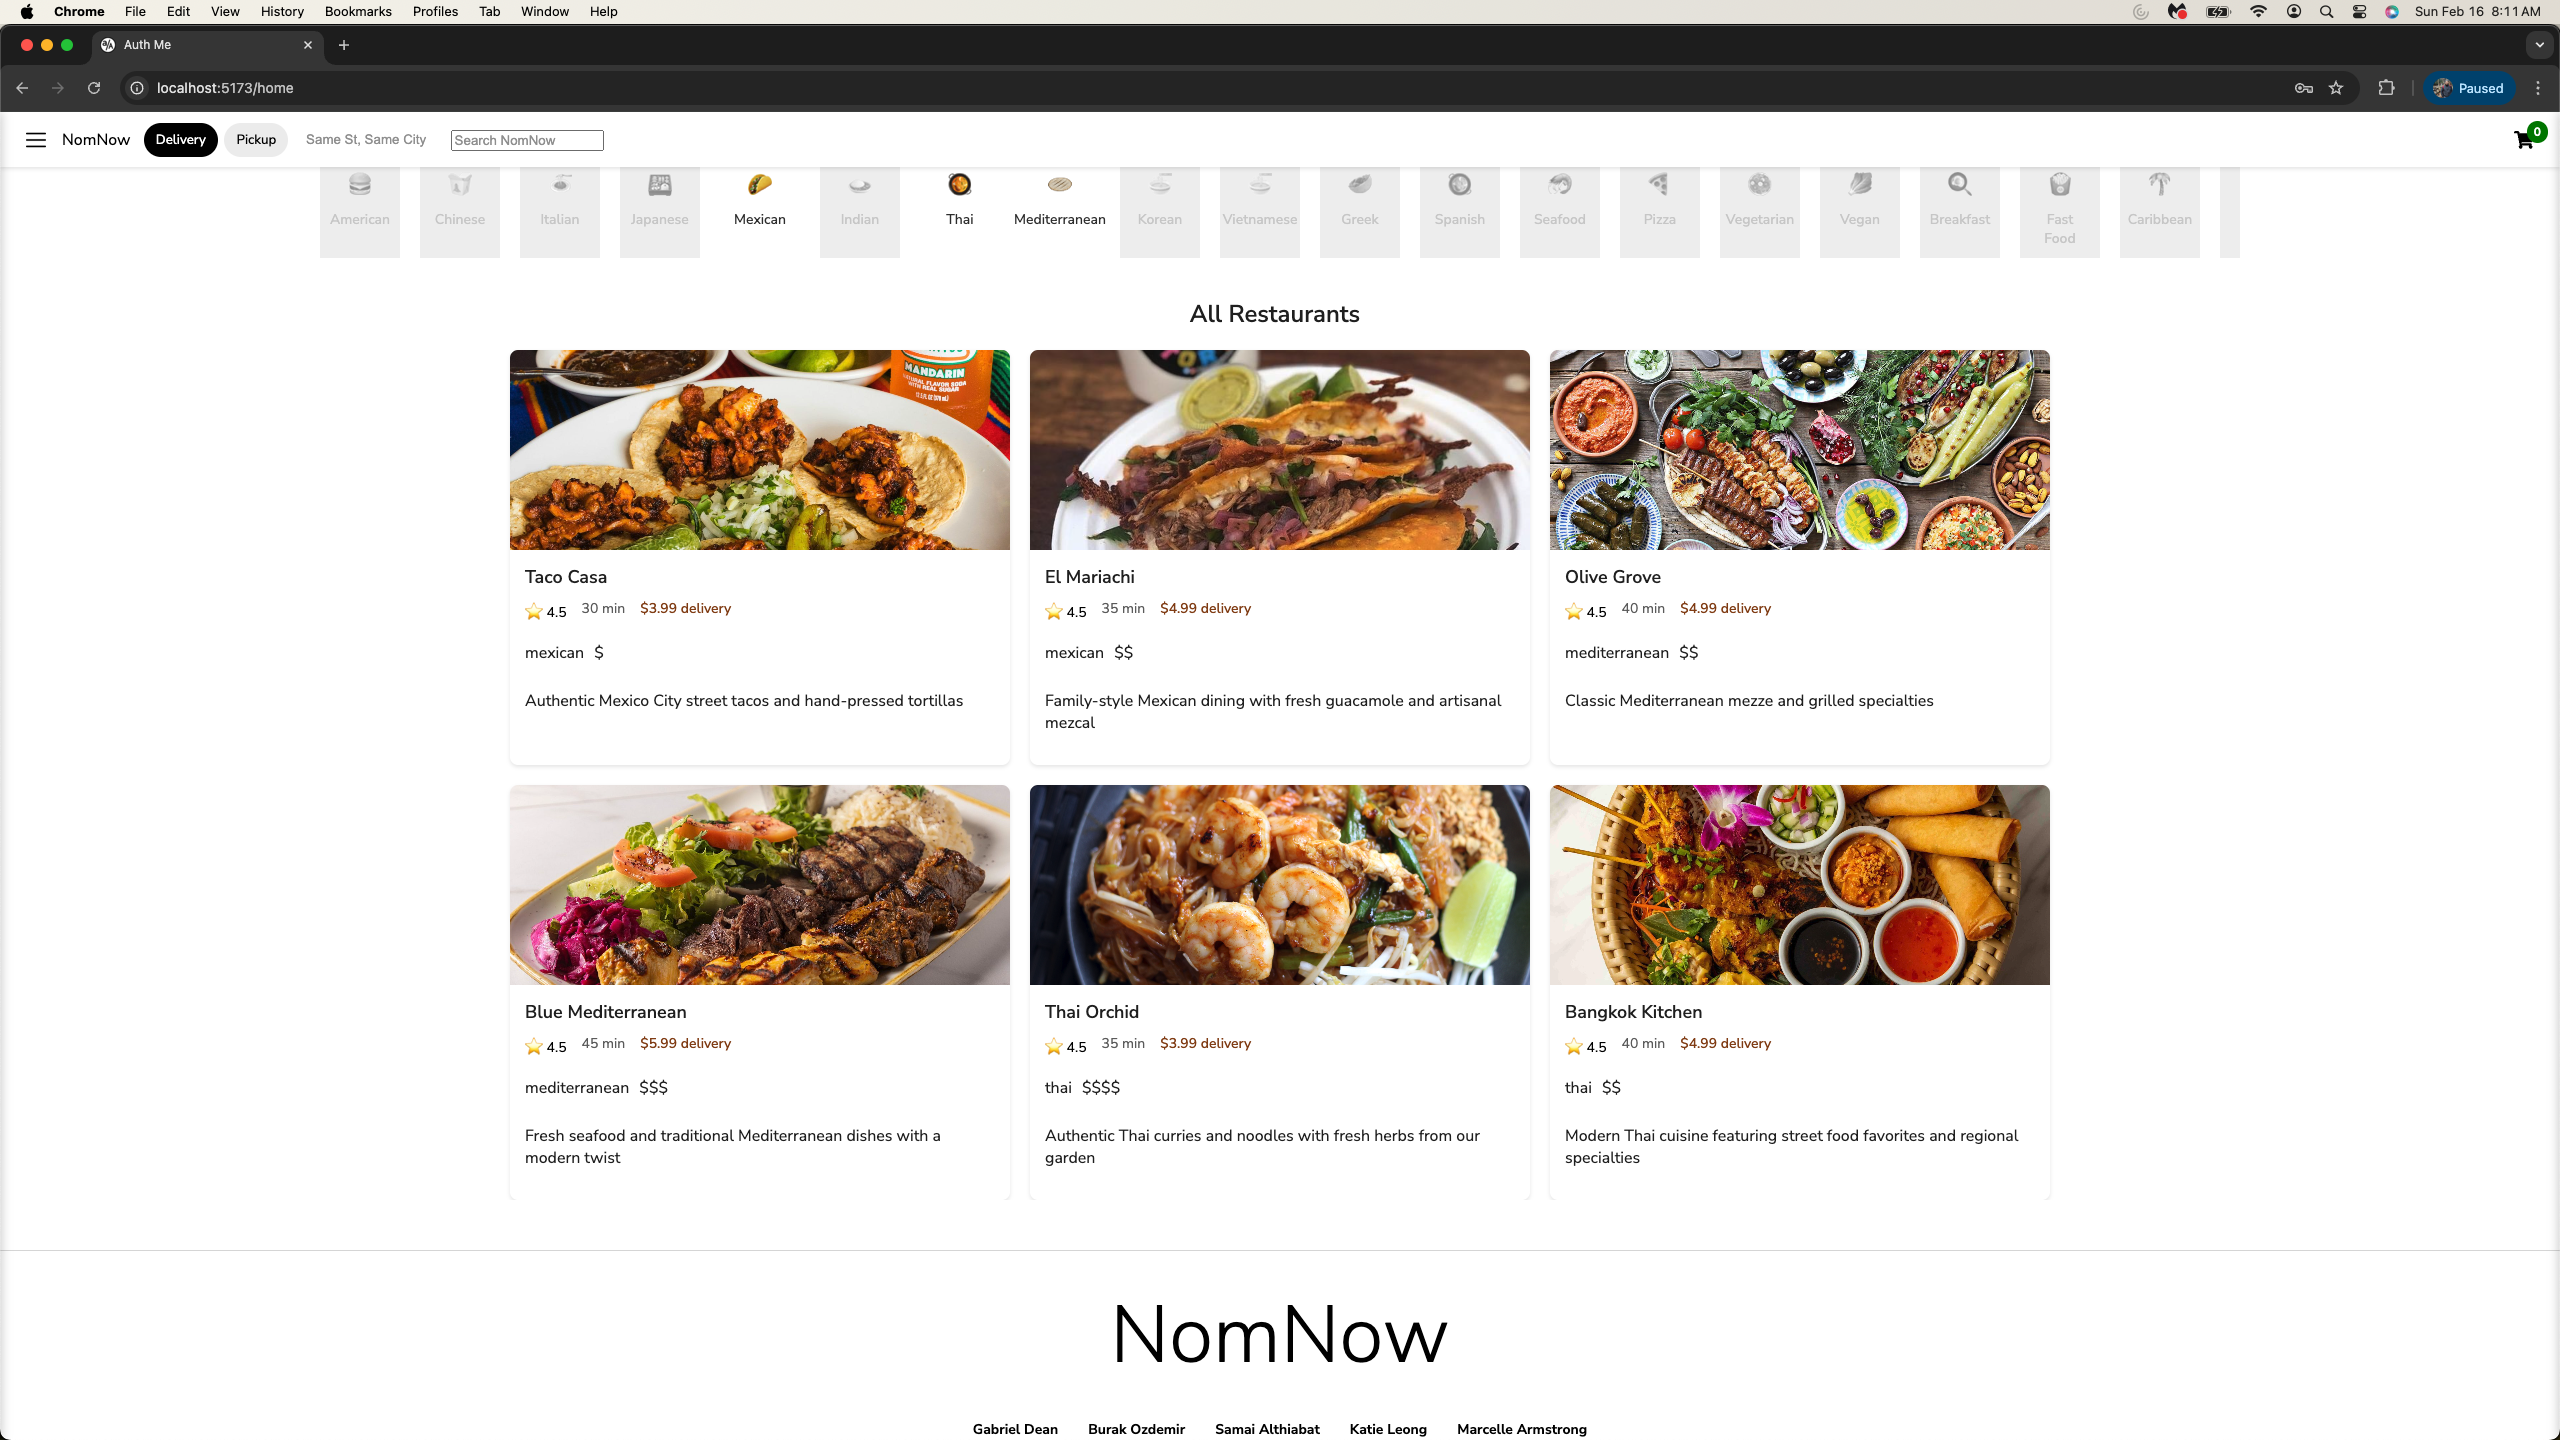 Chrome File Edit View History Bookmarks Profiles Tab Window Help Sun Feb 16 8:11 AM
Auth Me
localhost:5173/home Paused
NomNow Delivery Pickup Same St, Same City Search NomNow 0
American Chinese Italian Japanese Mexican Indian Thai Mediterranean Korean Vietnamese Greek Spanish Seafood Pizza Vegetarian Vegan Breakfast Fast Caribbean
Food
All Restaurants
MANDARIN
NATURAL FLAVOR SODA
WITH REAL SUGAR
Taco Casa El Mariachi Olive Grove
4.5 30 min $3.99 delivery 4.5 35 min $4.99 delivery 4.5 40 min $4.99 delivery
mexican $ mexican $$ mediterranean $$
Authentic Mexico City street tacos and hand-pressed tortillas Family-style Mexican dining with fresh guacamole and artisanal Classic Mediterranean mezze and grilled specialties
mezcal
Blue Mediterranean Thai Orchid Bangkok Kitchen
4.5 45 min $5.99 delivery 4.5 35 min $3.99 delivery 4.5 40 min $4.99 delivery
mediterranean $$$ thai $$$$ thai $$
Fresh seafood and traditional Mediterranean dishes with a Authentic Thai curries and noodles with fresh herbs from our Modern Thai cuisine featuring street food favorites and regional
modern twist garden specialties
NomNow
Gabriel Dean Burak Ozdemir Samai Althiabat Katie Leong Marcelle Armstrong